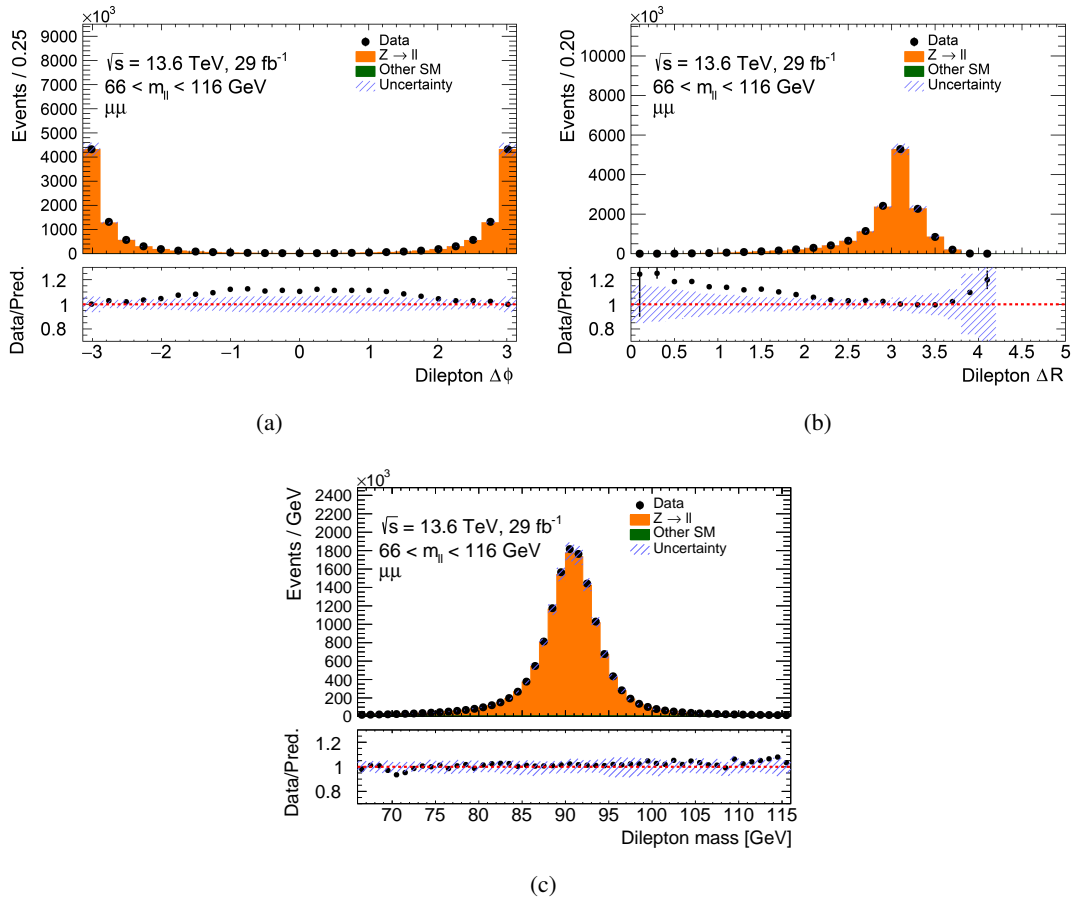 ×10³
Events / 0.25
9000
8000
7000
6000
5000
4000
3000
2000
1000
0
√s = 13.6 TeV, 29 fb⁻¹
66 < m_ll < 116 GeV
μμ
Data
Z → ll
Other SM
Uncertainty
Data/Pred.
1.2
1
0.8
−3 −2 −1 0 1 2 3
Dilepton Δϕ
(a)
×10³
Events / 0.20
10000
8000
6000
4000
2000
0
√s = 13.6 TeV, 29 fb⁻¹
66 < m_ll < 116 GeV
μμ
Data
Z → ll
Other SM
Uncertainty
Data/Pred.
1.2
1
0.8
0 0.5 1 1.5 2 2.5 3 3.5 4 4.5 5
Dilepton ΔR
(b)
×10³
Events / GeV
2400
2200
2000
1800
1600
1400
1200
1000
800
600
400
200
0
√s = 13.6 TeV, 29 fb⁻¹
66 < m_ll < 116 GeV
μμ
Data
Z → ll
Other SM
Uncertainty
Data/Pred.
1.2
1
0.8
70 75 80 85 90 95 100 105 110 115
Dilepton mass [GeV]
(c)